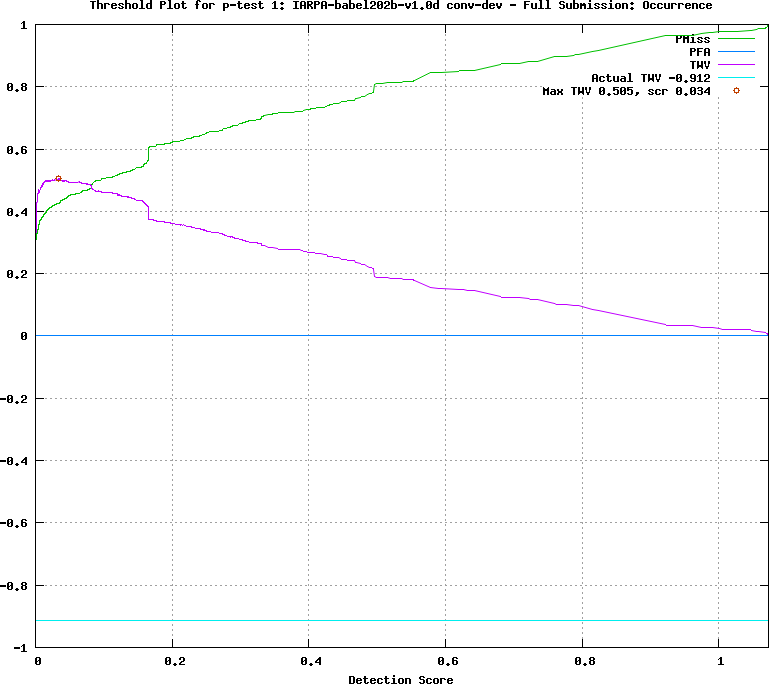 Threshold Plot for p-test 1: IARPA-babel202b-v1.0d conv-dev - Full Submission: Occurrence
PMiss
PFA
TWV
Actual TWV -0.912
Max TWV 0.505, scr 0.034
1
0.8
0.6
0.4
0.2
0
-0.2
-0.4
-0.6
-0.8
-1
0 0.2 0.4 0.6 0.8 1
Detection Score